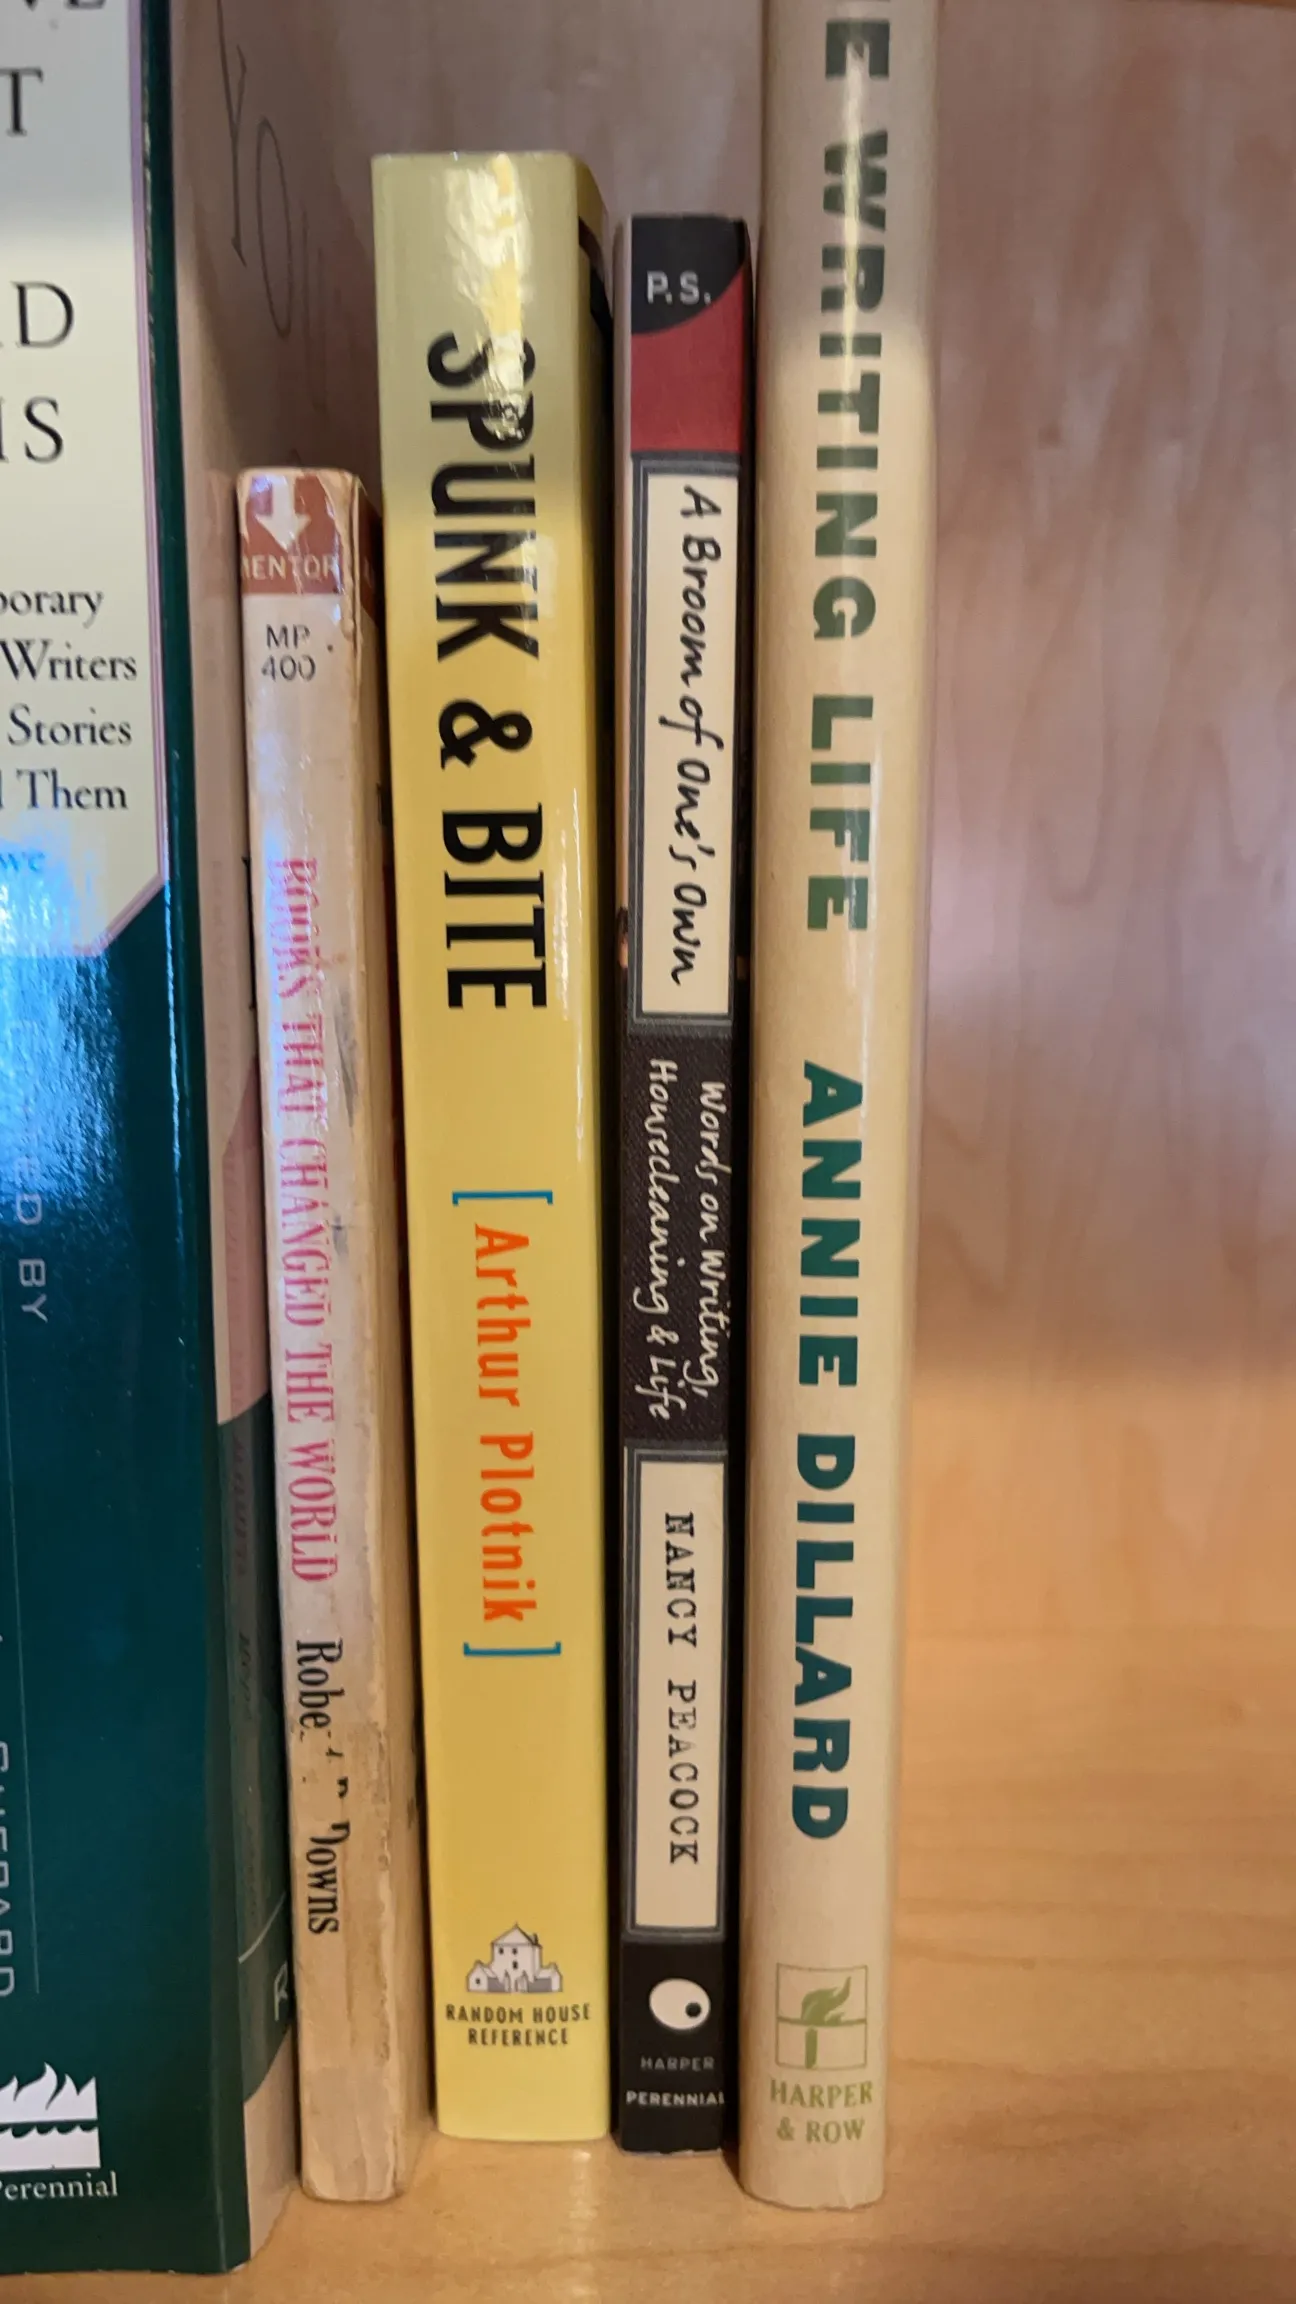 T
D
IS
porary
Writers
Stories
Them
we
ED BY
Perennial
MENTOR
MP
400
BOOKS THAT CHANGED THE WORLD
Downs
SPUNK & BITE
[Arthur Plotnik]
RANDOM HOUSE
REFERENCE
P.S.
A Broom of One's Own
Words on Writing,
Housecleaning & Life
NANCY PEACOCK
HARPER
PERENNIAL
E WRITING LIFE ANNIE DILLARD
HARPER
& ROW